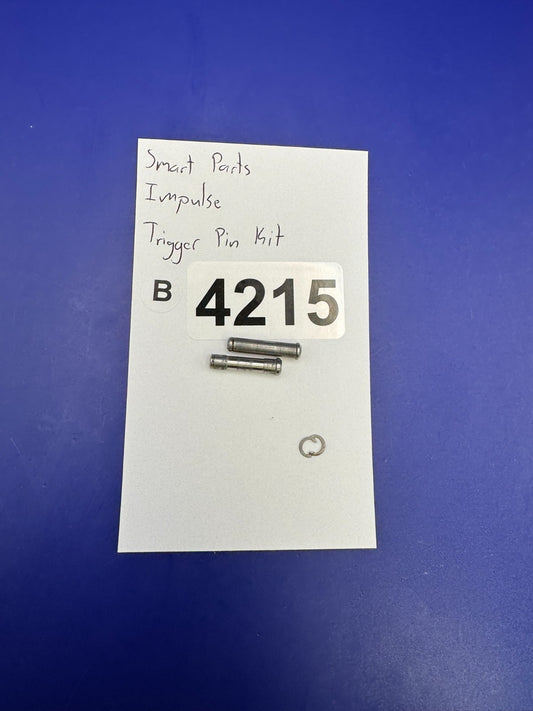 Smart Parts
Impulse
Trigger Pin Kit
B 4215